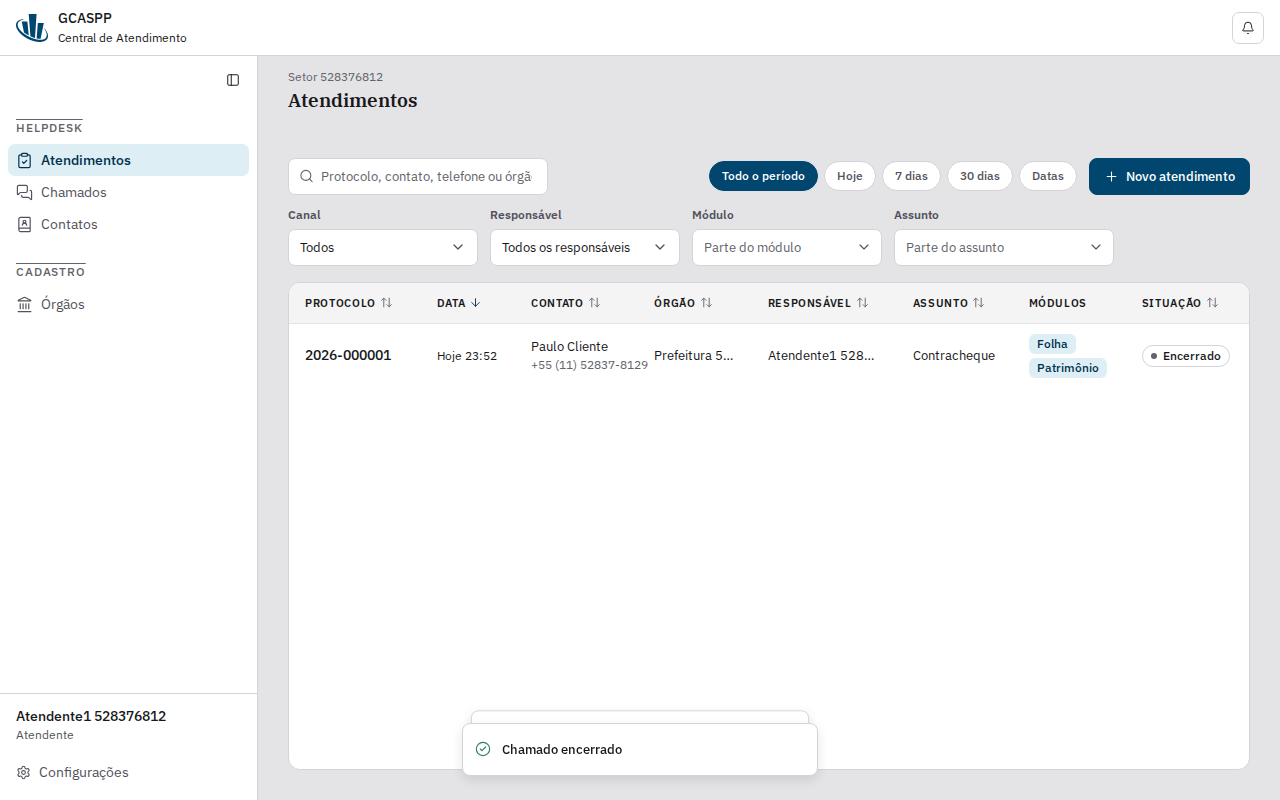 GCASPP
Central de Atendimento
HELPDESK
Atendimentos
Chamados
Contatos
CADASTRO
Órgãos
Atendente1 528376812
Atendente
Configurações
Setor 528376812
Atendimentos
Protocolo, contato, telefone ou órgã
Todo o período
Hoje
7 dias
30 dias
Datas
Novo atendimento
Canal
Responsável
Módulo
Assunto
Todos
Todos os responsáveis
Parte do módulo
Parte do assunto
PROTOCOLO
DATA
CONTATO
ÓRGÃO
RESPONSÁVEL
ASSUNTO
MÓDULOS
SITUAÇÃO
2026-000001
Hoje 23:52
Paulo Cliente
+55 (11) 52837-8129
Prefeitura 5...
Atendente1 528...
Contracheque
Folha
Patrimônio
Encerrado
Chamado encerrado